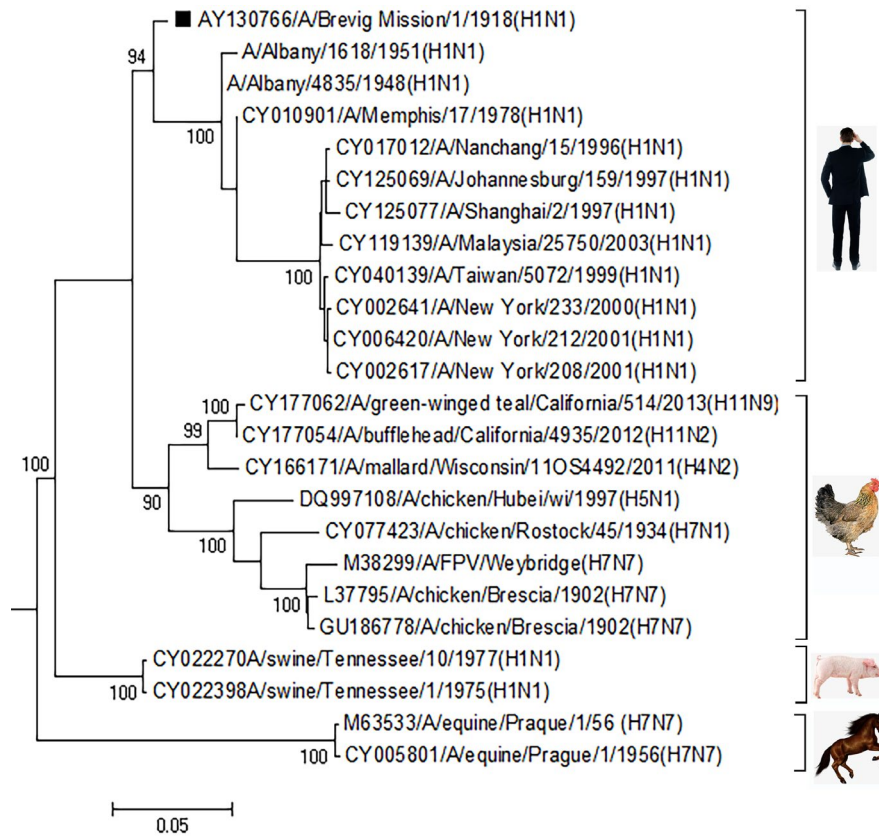 AY130766/A/Brevig Mission/1/1918(H1N1)
94
A/Albany/1618/1951(H1N1)
A/Albany/4835/1948(H1N1)
CY010901/A/Memphis/17/1978(H1N1)
100
CY017012/A/Nanchang/15/1996(H1N1)
CY125069/A/Johannesburg/159/1997(H1N1)
CY125077/A/Shanghai/2/1997(H1N1)
CY119139/A/Malaysia/25750/2003(H1N1)
100
CY040139/A/Taiwan/5072/1999(H1N1)
CY002641/A/New York/233/2000(H1N1)
CY006420/A/New York/212/2001(H1N1)
CY002617/A/New York/208/2001(H1N1)
100
CY177062/A/green-winged teal/California/514/2013(H11N9)
99
CY177054/A/bufflehead/California/4935/2012(H11N2)
100
CY166171/A/mallard/Wisconsin/11OS4492/2011(H4N2)
90
DQ997108/A/chicken/Hubei/wi/1997(H5N1)
CY077423/A/chicken/Rostock/45/1934(H7N1)
100
M38299/A/FPV/Weybridge(H7N7)
L37795/A/chicken/Brescia/1902(H7N7)
100
GU186778/A/chicken/Brescia/1902(H7N7)
CY022270A/swine/Tennessee/10/1977(H1N1)
CY022398A/swine/Tennessee/1/1975(H1N1)
100
M63533/A/equine/Praque/1/56 (H7N7)
CY005801/A/equine/Prague/1/1956(H7N7)
100
0.05